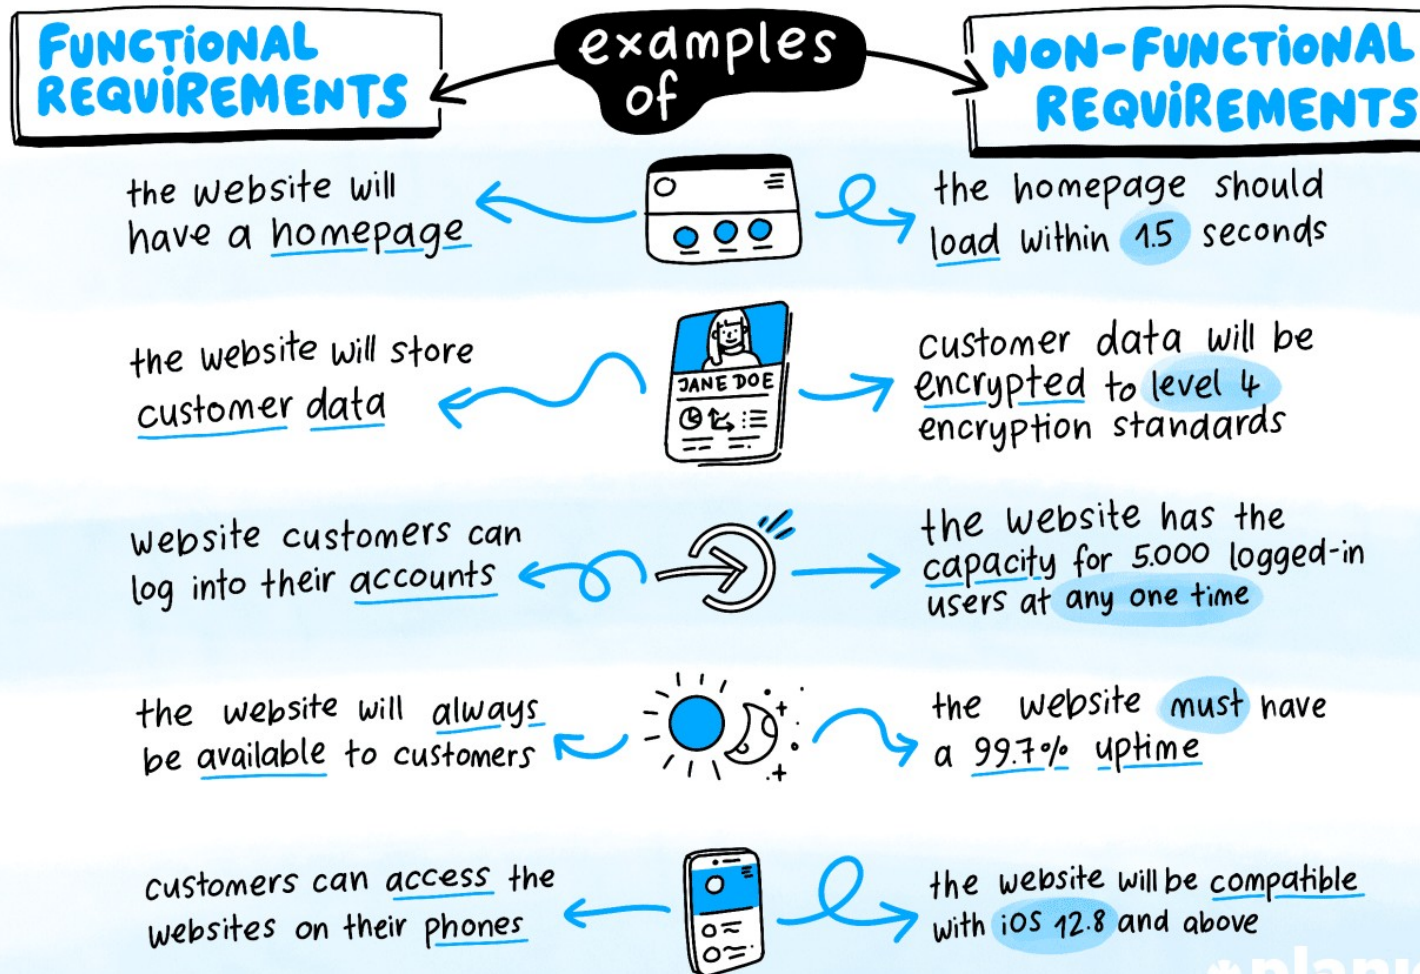 FUNCTIONAL
REQUIREMENTS
examples
of
NON-FUNCTIONAL
REQUIREMENTS
the website will
have a homepage
the homepage should
load within 1.5 seconds
the website will store
customer data
JANE DOE
customer data will be
encrypted to level 4
encryption standards
website customers can
log into their accounts
the website has the
capacity for 5.000 logged-in
users at any one time
the website will always
be available to customers
the website must have
a 99.7% uptime
customers can access the
websites on their phones
the website will be compatible
with iOS 12.8 and above